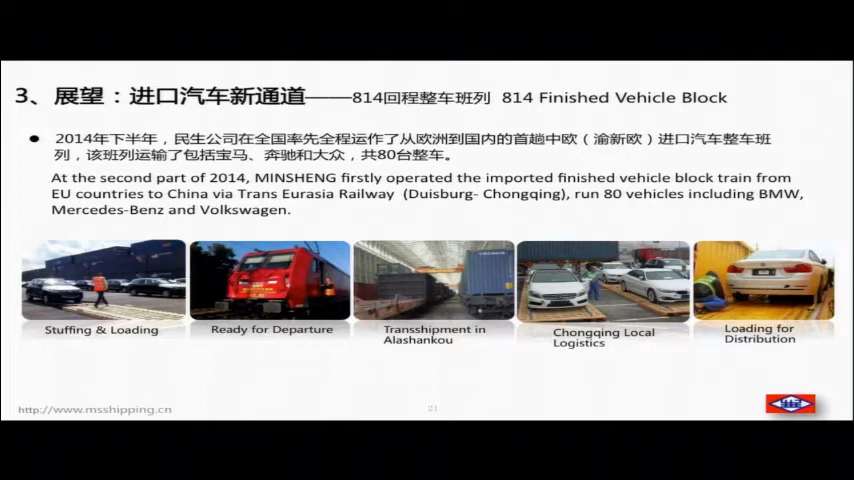 3、展望：进口汽车新通道——814回程整车班列 814 Finished Vehicle Block
2014年下半年，民生公司在全国率先全程运作了从欧洲到国内的首趟中欧（渝新欧）进口汽车整车班
列，该班列运输了包括宝马、奔驰和大众，共80台整车。
At the second part of 2014, MINSHENG firstly operated the imported finished vehicle block train from
EU countries to China via Trans Eurasia Railway (Duisburg- Chongqing), run 80 vehicles including BMW,
Mercedes-Benz and Volkswagen.
Stuffing & Loading
Ready for Departure
Transshipment in
Alashankou
Chongqing Local
Logistics
Loading for
Distribution
http://www.msshipping.cn
21